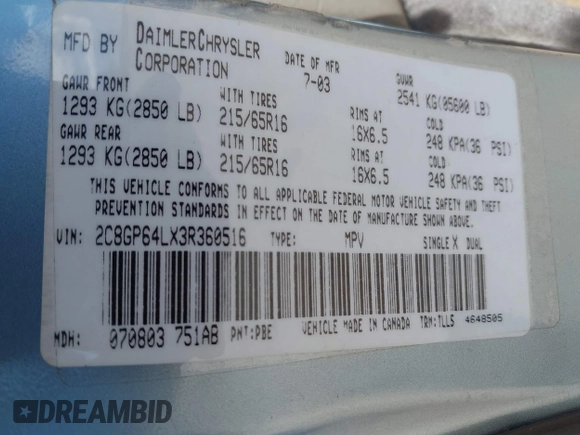 MFD BY DAIMLERCHRYSLER CORPORATION DATE OF MFR 7-03 GVWR 2541 KG(05600 LB)
GAWR FRONT WITH TIRES RIMS AT COLD
1293 KG(2850 LB) 215/65R16 16X6.5 248 KPA(36 PSI)
GAWR REAR WITH TIRES RIMS AT COLD
1293 KG(2850 LB) 215/65R16 16X6.5 248 KPA(36 PSI)
THIS VEHICLE CONFORMS TO ALL APPLICABLE FEDERAL MOTOR VEHICLE SAFETY AND THEFT
PREVENTION STANDARDS IN EFFECT ON THE DATE OF MANUFACTURE SHOWN ABOVE.
VIN: 2C8GP64LX3R360516 TYPE: MPV SINGLE X DUAL
MDH: 070803 751AB PNT:PBE VEHICLE MADE IN CANADA TRM:TLL5 4648505
DREAMBID